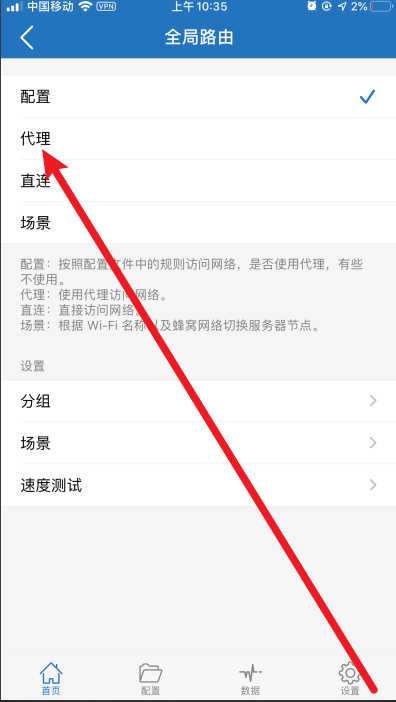 中国移动 VPN 上午10:35 2%
全局路由
配置
代理
直连
场景
配置：按照配置文件中的规则访问网络，是否使用代理，有些
不使用。
代理：使用代理访问网络。
直连：直接访问网络。
场景：根据 Wi-Fi 名称以及蜂窝网络切换服务器节点。
设置
分组
场景
速度测试
首页 配置 数据 设置